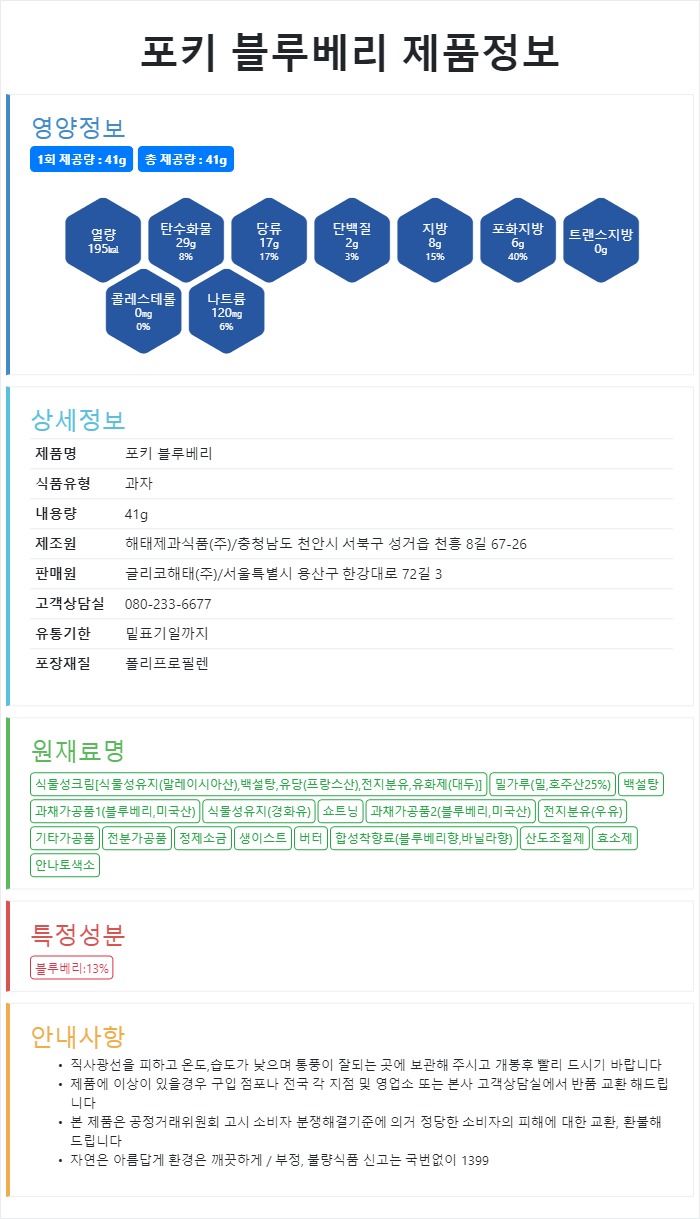 포키 블루베리 제품정보
영양정보
1회 제공량 : 41g 총 제공량 : 41g
열량
195㎉
탄수화물
29g
8%
당류
17g
17%
단백질
2g
3%
지방
8g
15%
포화지방
6g
40%
트랜스지방
0g
콜레스테롤
0㎎
0%
나트륨
120㎎
6%
상세정보
제품명 포키 블루베리
식품유형 과자
내용량 41g
제조원 해태제과식품(주)/충청남도 천안시 서북구 성거읍 천흥 8길 67-26
판매원 글리코해태(주)/서울특별시 용산구 한강대로 72길 3
고객상담실 080-233-6677
유통기한 밑표기일까지
포장재질 폴리프로필렌
원재료명
식물성크림[식물성유지(말레이시아산),백설탕,유당(프랑스산),전지분유,유화제(대두)] 밀가루(밀,호주산25%) 백설탕
과채가공품1(블루베리,미국산) 식물성유지(경화유) 쇼트닝 과채가공품2(블루베리,미국산) 전지분유(우유)
기타가공품 전분가공품 정제소금 생이스트 버터 합성착향료(블루베리향,바닐라향) 산도조절제 효소제
안나토색소
특정성분
블루베리:13%
안내사항
• 직사광선을 피하고 온도,습도가 낮으며 통풍이 잘되는 곳에 보관해 주시고 개봉후 빨리 드시기 바랍니다
• 제품에 이상이 있을경우 구입 점포나 전국 각 지점 및 영업소 또는 본사 고객상담실에서 반품 교환 해드립
니다
• 본 제품은 공정거래위원회 고시 소비자 분쟁해결기준에 의거 정당한 소비자의 피해에 대한 교환, 환불해
드립니다
• 자연은 아름답게 환경은 깨끗하게 / 부정, 불량식품 신고는 국번없이 1399